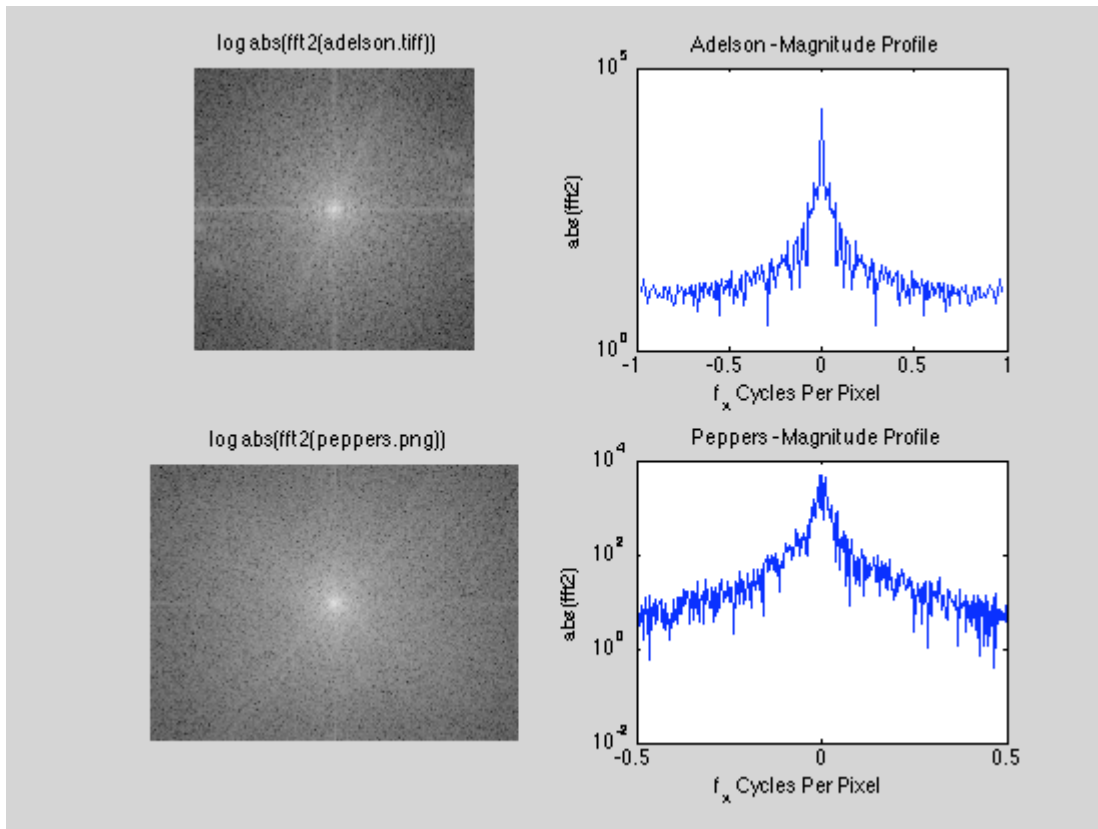 log abs(fft2(adelson.tiff))
Adelson - Magnitude Profile
10^5
abs(fft2)
10^0
-1 -0.5 0 0.5 1
f_x Cycles Per Pixel
log abs(fft2(peppers.png))
Peppers - Magnitude Profile
10^4
10^2
abs(fft2)
10^0
10^-2
-0.5 0 0.5
f_x Cycles Per Pixel